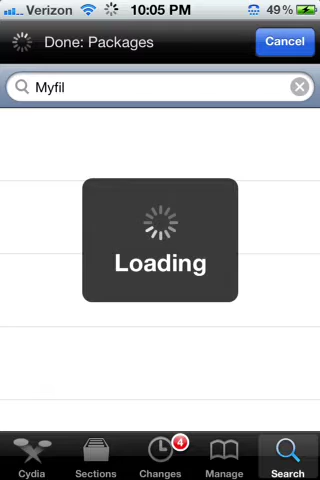 Verizon 10:05 PM 49%
Done: Packages Cancel
Myfil
Loading
4
Cydia Sections Changes Manage Search